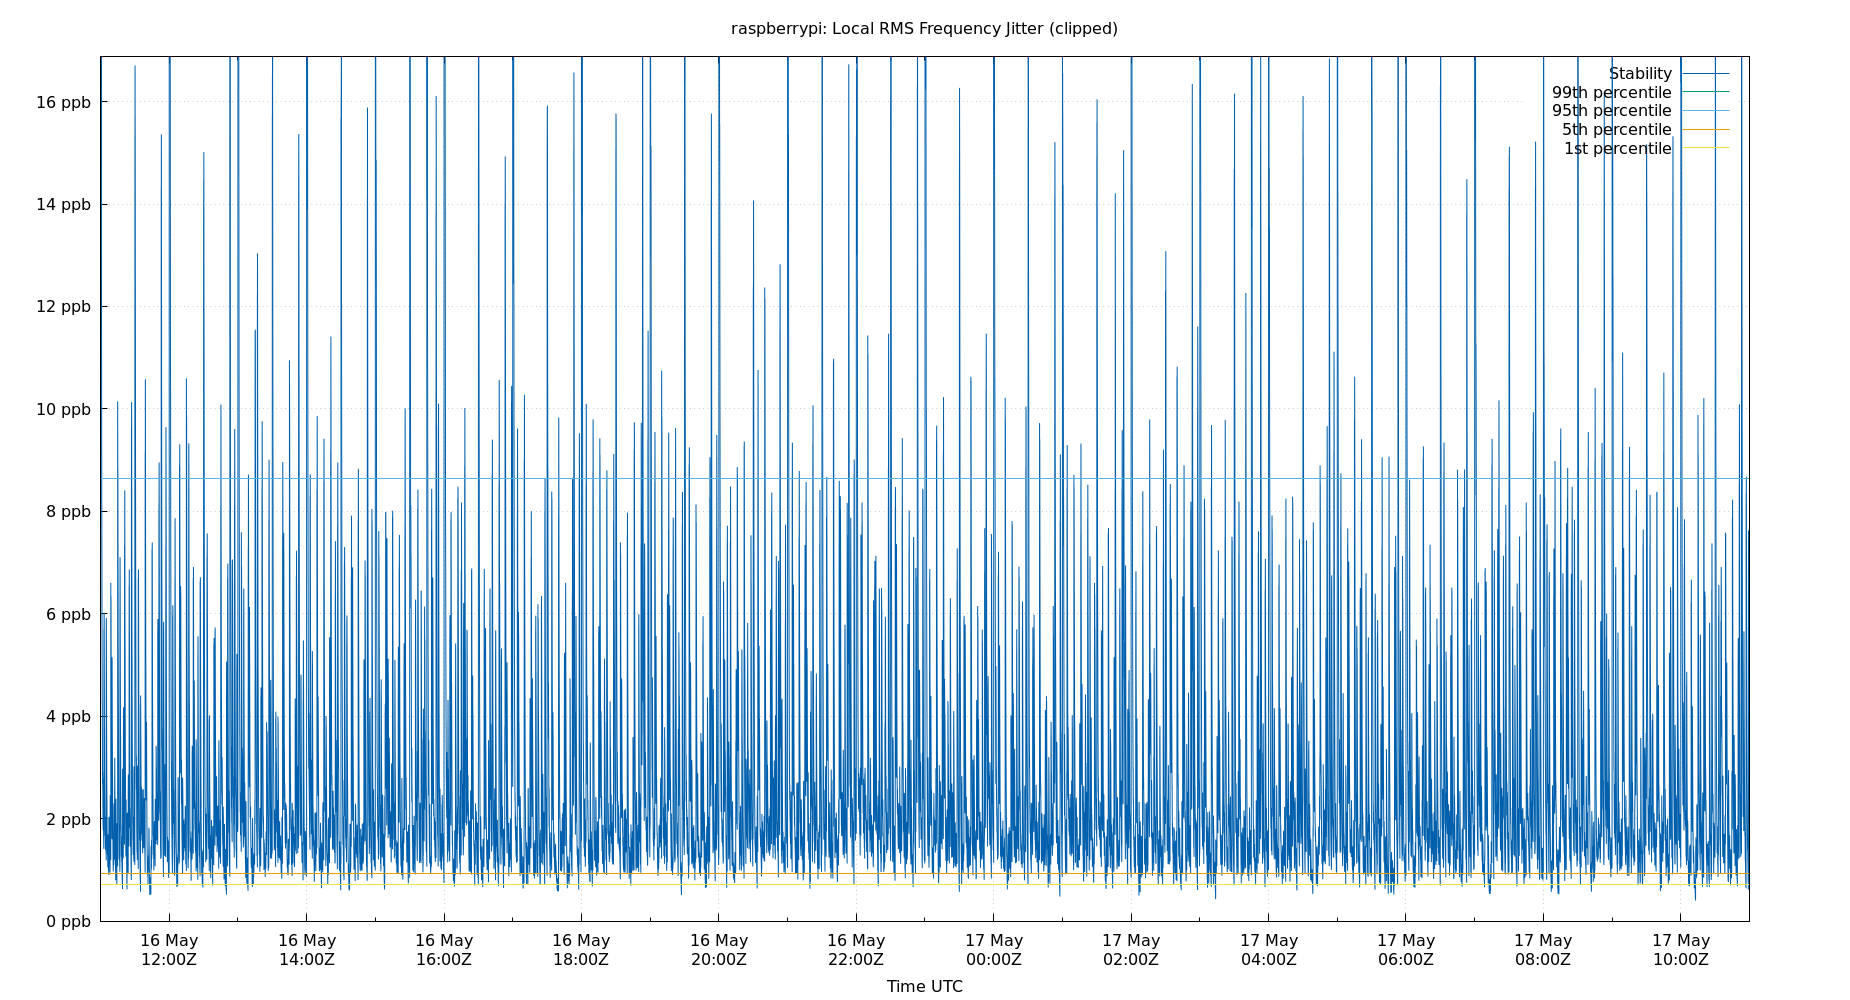 raspberrypi: Local RMS Frequency Jitter (clipped)
Stability
99th percentile
95th percentile
5th percentile
1st percentile
16 ppb
14 ppb
12 ppb
10 ppb
8 ppb
6 ppb
4 ppb
2 ppb
0 ppb
16 May 16 May 16 May 16 May 16 May 16 May 17 May 17 May 17 May 17 May 17 May 17 May
12:00Z 14:00Z 16:00Z 18:00Z 20:00Z 22:00Z 00:00Z 02:00Z 04:00Z 06:00Z 08:00Z 10:00Z
Time UTC